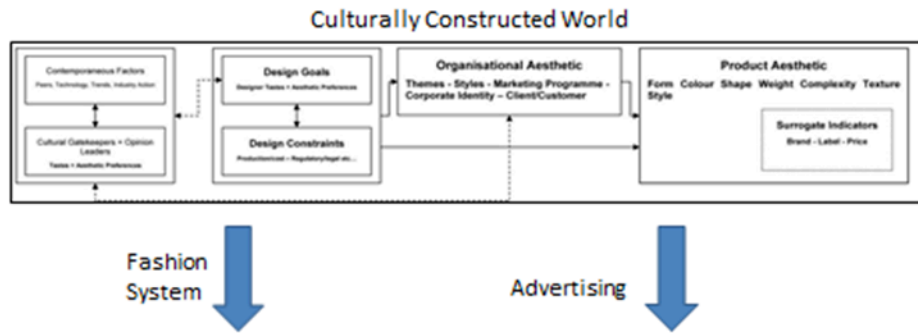 Culturally Constructed World
Contemporaneous Factors
Peers, Technology, Trends, Industry Action
Cultural Gatekeepers + Opinion
Leaders
Tastes = Aesthetic Preferences
Design Goals
Designer Tastes = Aesthetic Preferences
Design Constraints
Production/cost – Regulatory/legal etc...
Organisational Aesthetic
Themes - Styles - Marketing Programme -
Corporate Identity – Client/Customer
Product Aesthetic
Form Colour Shape Weight Complexity Texture
Style
Surrogate Indicators
Brand - Label - Price
Fashion
System
Advertising